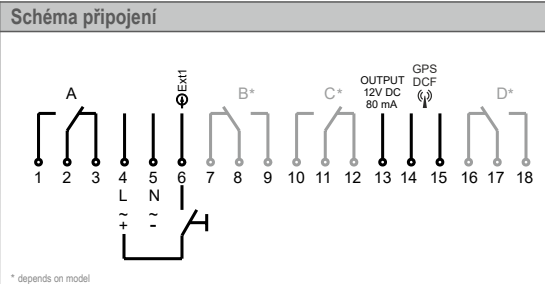 Schéma připojení
A
Ext1
B*
C*
OUTPUT
12V DC
80 mA
GPS
DCF
D*
1 2 3 4 5 6 7 8 9 10 11 12 13 14 15 16 17 18
L N
~ ~
+ -
* depends on model